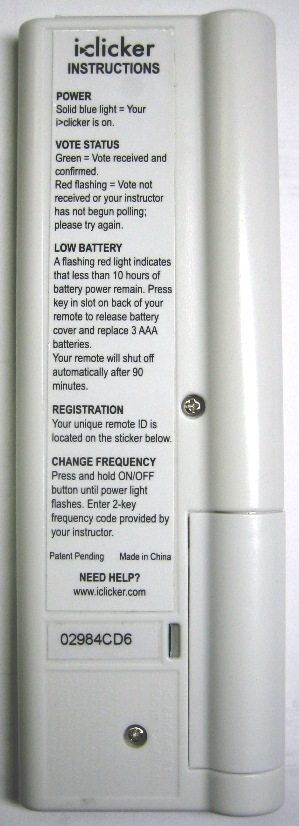 i>clicker
INSTRUCTIONS
POWER
Solid blue light = Your
i>clicker is on.
VOTE STATUS
Green = Vote received and
confirmed.
Red flashing = Vote not
received or your instructor
has not begun polling;
please try again.
LOW BATTERY
A flashing red light indicates
that less than 10 hours of
battery power remain. Press
key in slot on back of your
remote to release battery
cover and replace 3 AAA
batteries.
Your remote will shut off
automatically after 90
minutes.
REGISTRATION
Your unique remote ID is
located on the sticker below.
CHANGE FREQUENCY
Press and hold ON/OFF
button until power light
flashes. Enter 2-key
frequency code provided by
your instructor.
Patent Pending Made in China
NEED HELP?
www.iclicker.com
02984CD6